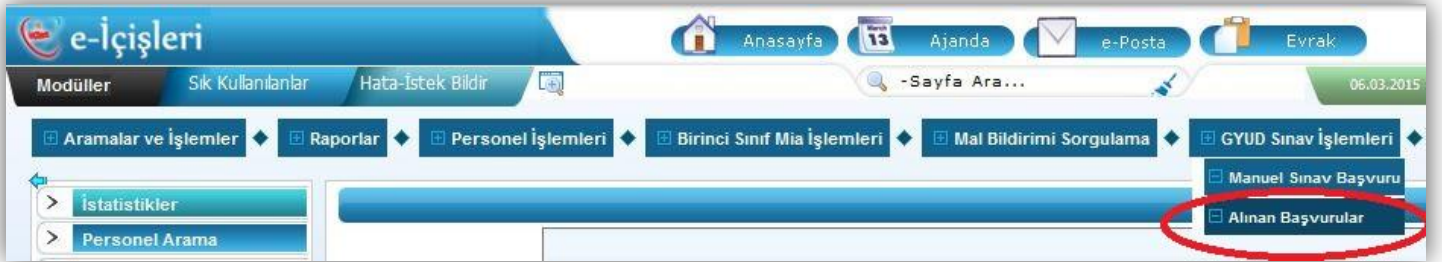 e-İçişleri
Anasayfa
March 13 Ajanda
e-Posta
Evrak
Modüller
Sık Kullanılanlar
Hata-İstek Bildir
-Sayfa Ara...
06.03.2015
Aramalar ve İşlemler
Raporlar
Personel İşlemleri
Birinci Sınıf Mia İşlemleri
Mal Bildirimi Sorgulama
GYUD Sınav İşlemleri
Manuel Sınav Başvuru
İstatistikler
Alınan Başvurular
Personel Arama